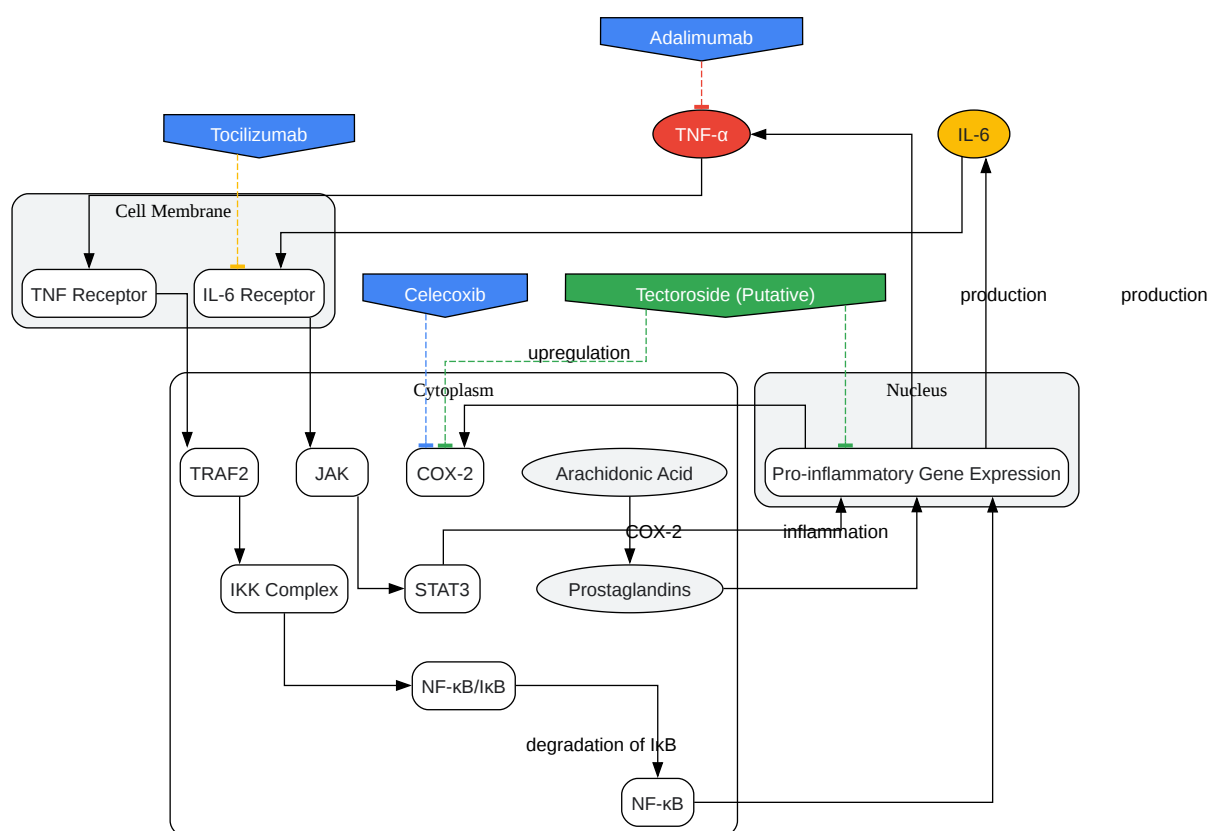 Adalimumab
Tocilizumab
TNF-α
IL-6
Cell Membrane
TNF Receptor
IL-6 Receptor
Celecoxib
Tectoroside (Putative)
production
production
upregulation
Cytoplasm
Nucleus
TRAF2
JAK
COX-2
Arachidonic Acid
Pro-inflammatory Gene Expression
COX-2
inflammation
IKK Complex
STAT3
Prostaglandins
NF-κB/IκB
degradation of IκB
NF-κB